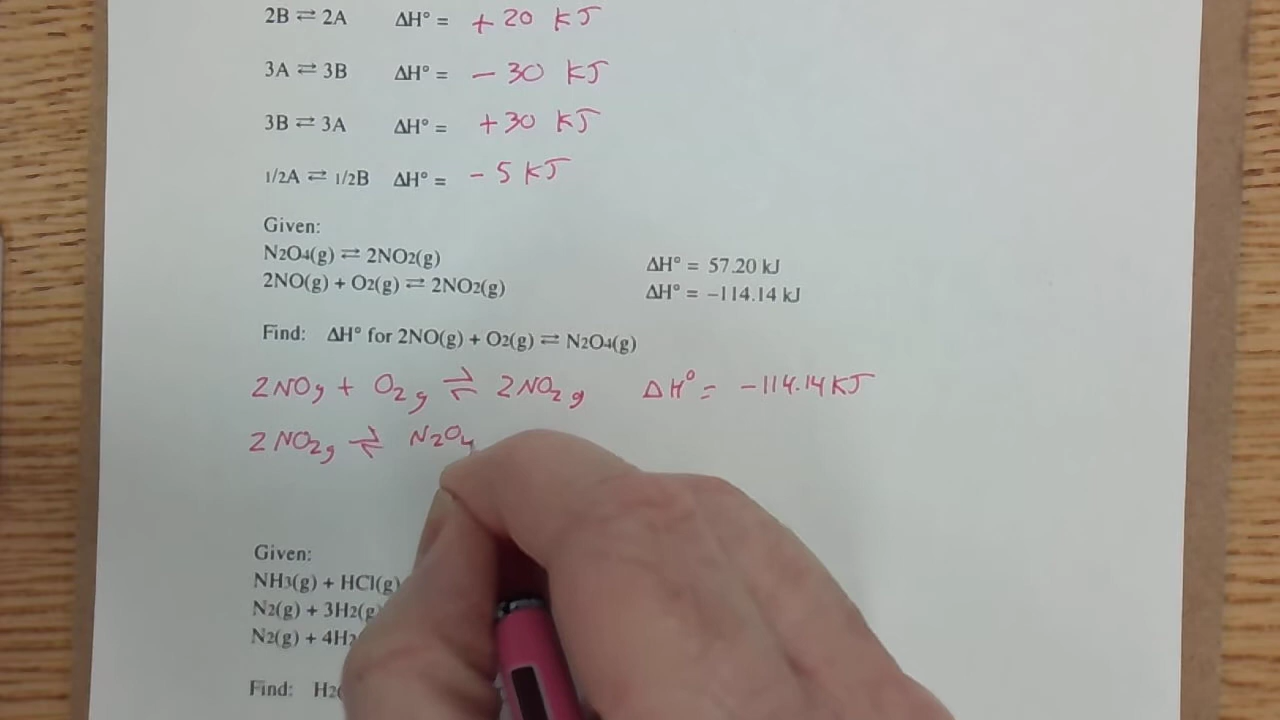 2B ⇌ 2A ΔH° = +20 kJ
3A ⇌ 3B ΔH° = -30 kJ
3B ⇌ 3A ΔH° = +30 kJ
1/2A ⇌ 1/2B ΔH° = -5 kJ
Given:
N2O4(g) ⇌ 2NO2(g) ΔH° = 57.20 kJ
2NO(g) + O2(g) ⇌ 2NO2(g) ΔH° = -114.14 kJ
Find: ΔH° for 2NO(g) + O2(g) ⇌ N2O4(g)
2NOg + O2g ⇌ 2NO2g ΔH° = -114.14 kJ
2NO2g ⇌ N2O4
Given:
NH3(g) + HCl(g)
N2(g) + 3H2(g)
N2(g) + 4H2
Find: H2(